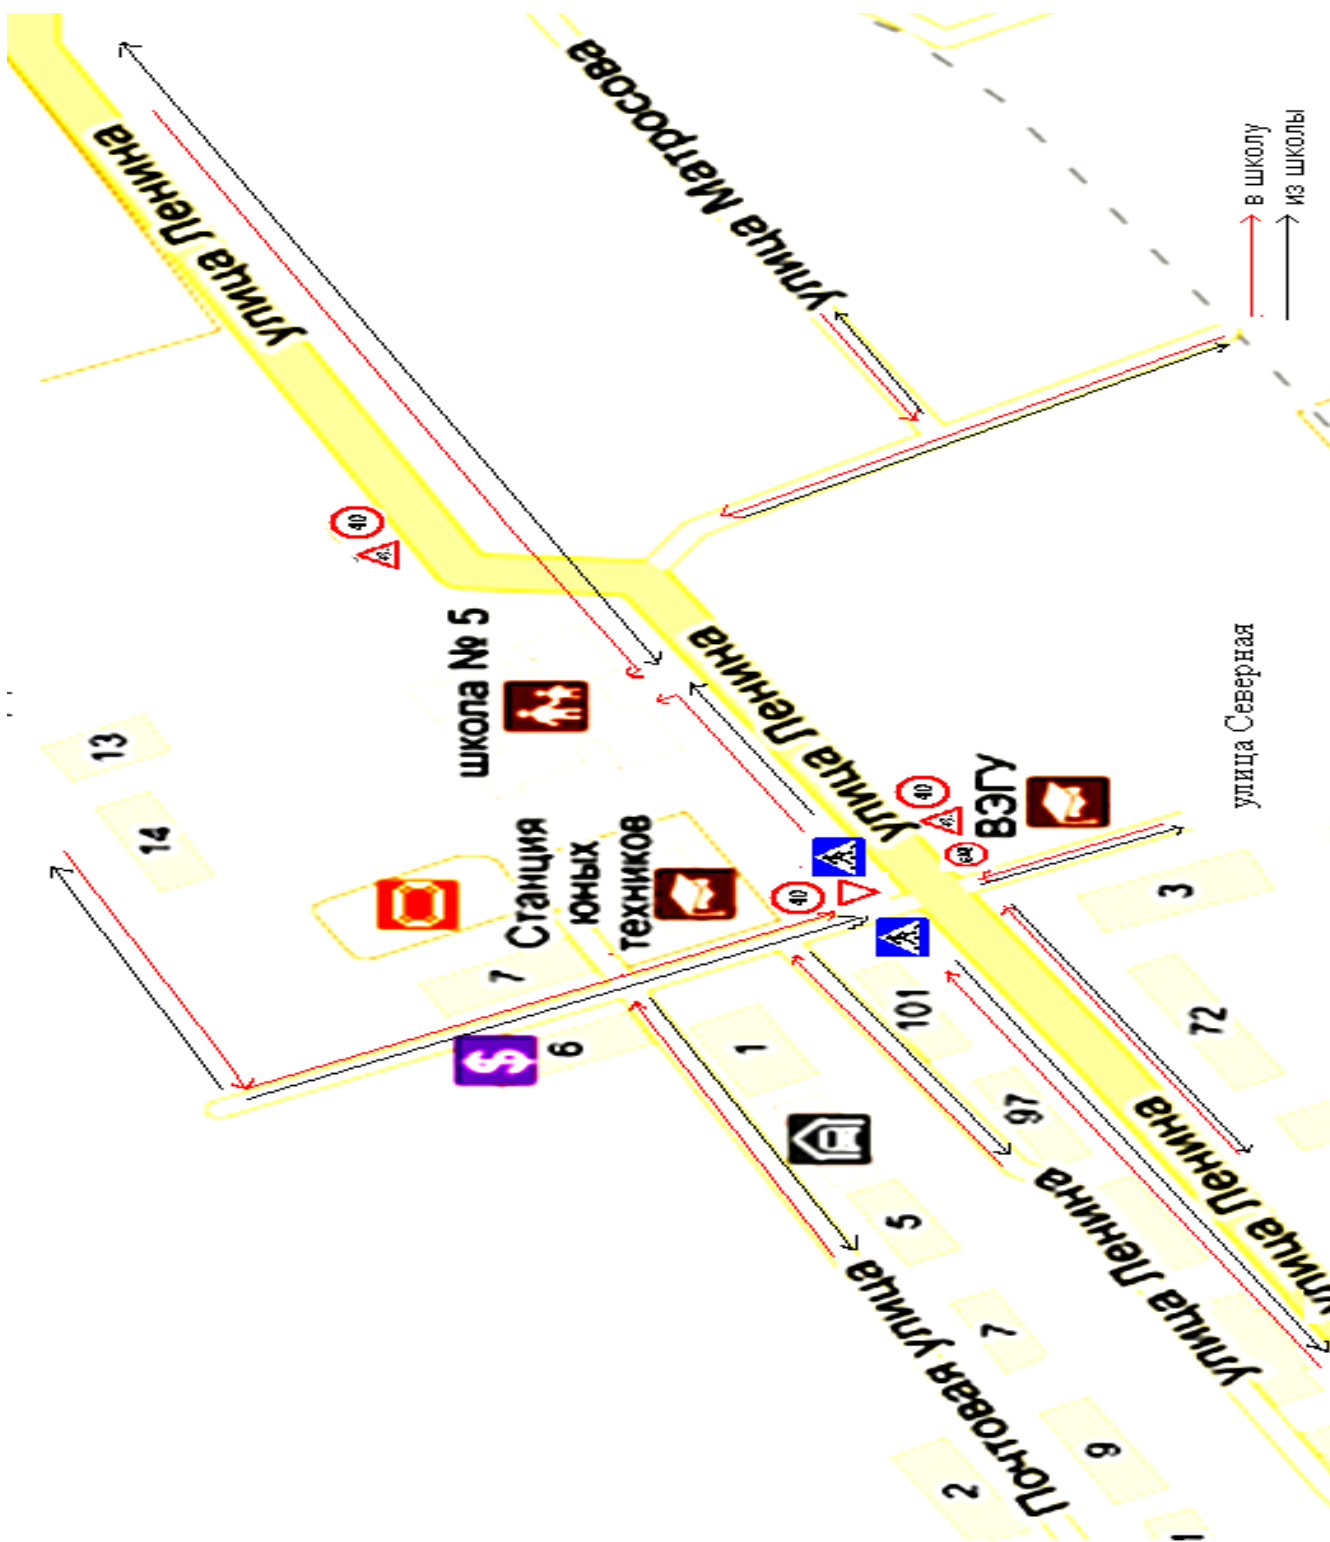 улица Ленина
улица Матросова
в школу
из школы
40
школа № 5
13
14
улица Ленина
улица Северная
40
ВЭГУ
Станция
юных
техников
40
3
7
6
1
101
72
97
улица Ленина
5
улица Ленина
Почтовая улица
7
9
2
1